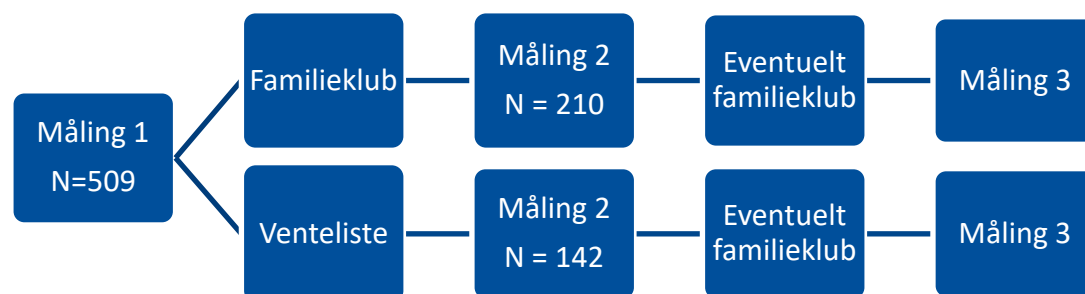 Måling 1
N=509
Familieklub
Måling 2
N = 210
Eventuelt
familieklub
Måling 3
Venteliste
Måling 2
N = 142
Eventuelt
familieklub
Måling 3